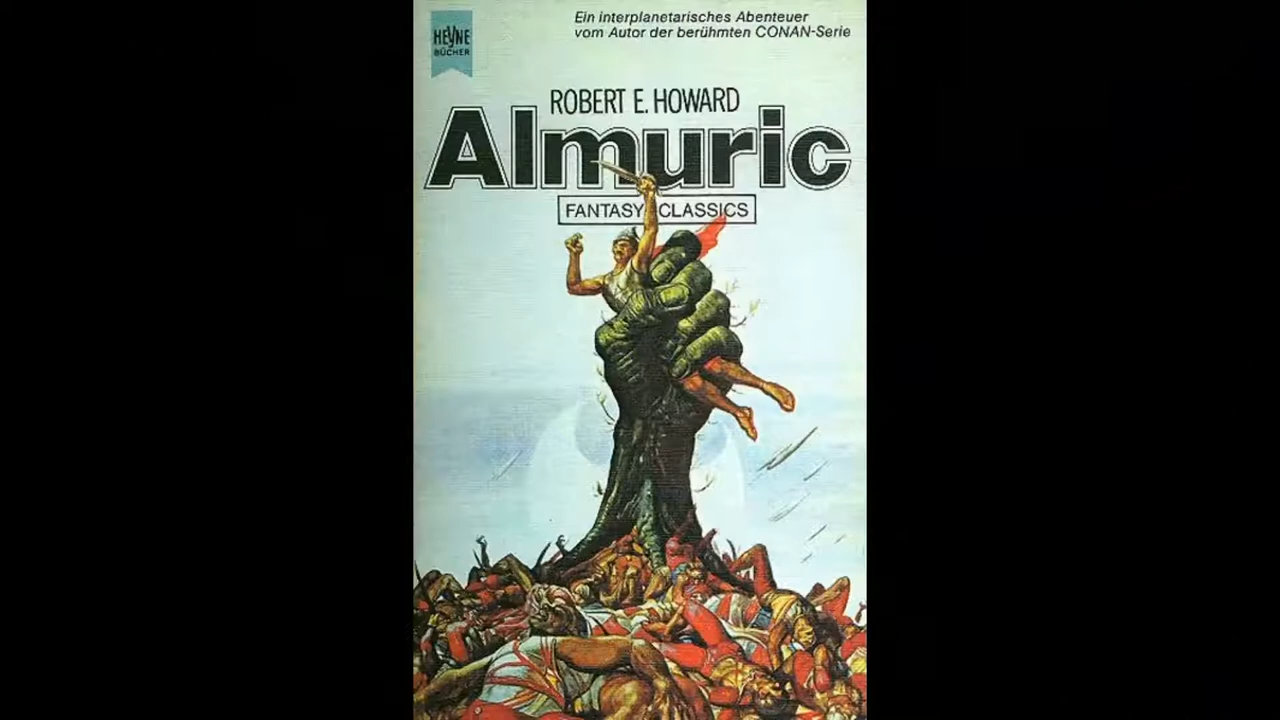 Ein interplanetarisches Abenteuer
vom Autor der berühmten CONAN-Serie
HEYNE
BÜCHER
ROBERT E. HOWARD
Almuric
FANTASY CLASSICS